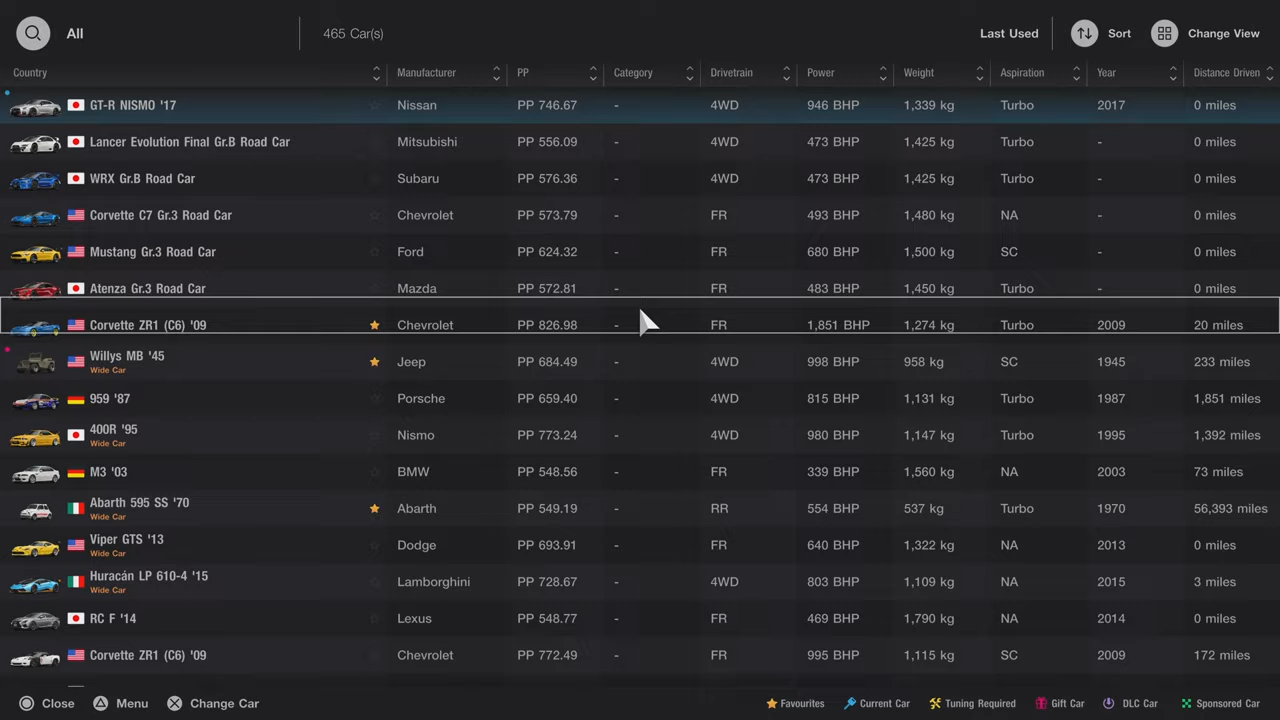 All 465 Car(s) Last Used Sort Change View
Country Manufacturer PP Category Drivetrain Power Weight Aspiration Year Distance Driven
GT-R NISMO '17 Nissan PP 746.67 - 4WD 946 BHP 1,339 kg Turbo 2017 0 miles
Lancer Evolution Final Gr.B Road Car Mitsubishi PP 556.09 - 4WD 473 BHP 1,425 kg Turbo - 0 miles
WRX Gr.B Road Car Subaru PP 576.36 - 4WD 473 BHP 1,425 kg Turbo - 0 miles
Corvette C7 Gr.3 Road Car Chevrolet PP 573.79 - FR 493 BHP 1,480 kg NA - 0 miles
Mustang Gr.3 Road Car Ford PP 624.32 - FR 680 BHP 1,500 kg SC - 0 miles
Atenza Gr.3 Road Car Mazda PP 572.81 - FR 483 BHP 1,450 kg Turbo - 0 miles
Corvette ZR1 (C6) '09 Chevrolet PP 826.98 - FR 1,851 BHP 1,274 kg Turbo 2009 20 miles
Willys MB '45 Jeep PP 684.49 - 4WD 998 BHP 958 kg SC 1945 233 miles
Wide Car
959 '87 Porsche PP 659.40 - 4WD 815 BHP 1,131 kg Turbo 1987 1,851 miles
400R '95 Nismo PP 773.24 - 4WD 980 BHP 1,147 kg Turbo 1995 1,392 miles
Wide Car
M3 '03 BMW PP 548.56 - FR 339 BHP 1,560 kg NA 2003 73 miles
Abarth 595 SS '70 Abarth PP 549.19 - RR 554 BHP 537 kg Turbo 1970 56,393 miles
Wide Car
Viper GTS '13 Dodge PP 693.91 - FR 640 BHP 1,322 kg NA 2013 0 miles
Wide Car
Huracán LP 610-4 '15 Lamborghini PP 728.67 - 4WD 803 BHP 1,109 kg NA 2015 3 miles
Wide Car
RC F '14 Lexus PP 548.77 - FR 469 BHP 1,790 kg NA 2014 0 miles
Corvette ZR1 (C6) '09 Chevrolet PP 772.49 - FR 995 BHP 1,115 kg SC 2009 172 miles
Close Menu Change Car Favourites Current Car Tuning Required Gift Car DLC Car Sponsored Car